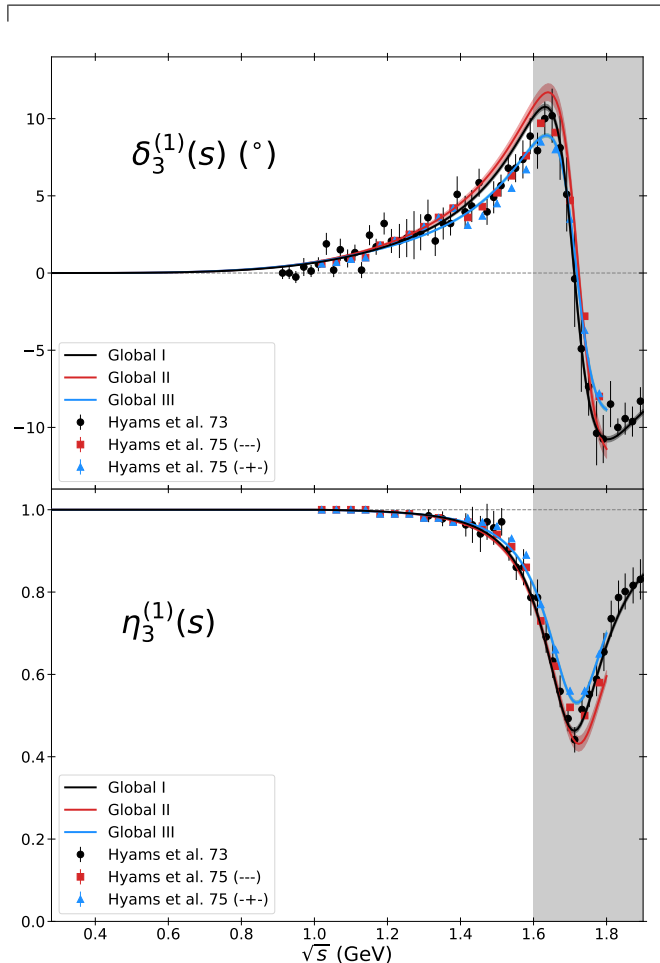 10
5
0
−5
−10
δ₃⁽¹⁾(s) (°)
Global I
Global II
Global III
Hyams et al. 73
Hyams et al. 75 (---)
Hyams et al. 75 (-+-)
1.0
0.8
0.6
0.4
0.2
0.0
η₃⁽¹⁾(s)
Global I
Global II
Global III
Hyams et al. 73
Hyams et al. 75 (---)
Hyams et al. 75 (-+-)
0.4 0.6 0.8 1.0 1.2 1.4 1.6 1.8
√s (GeV)